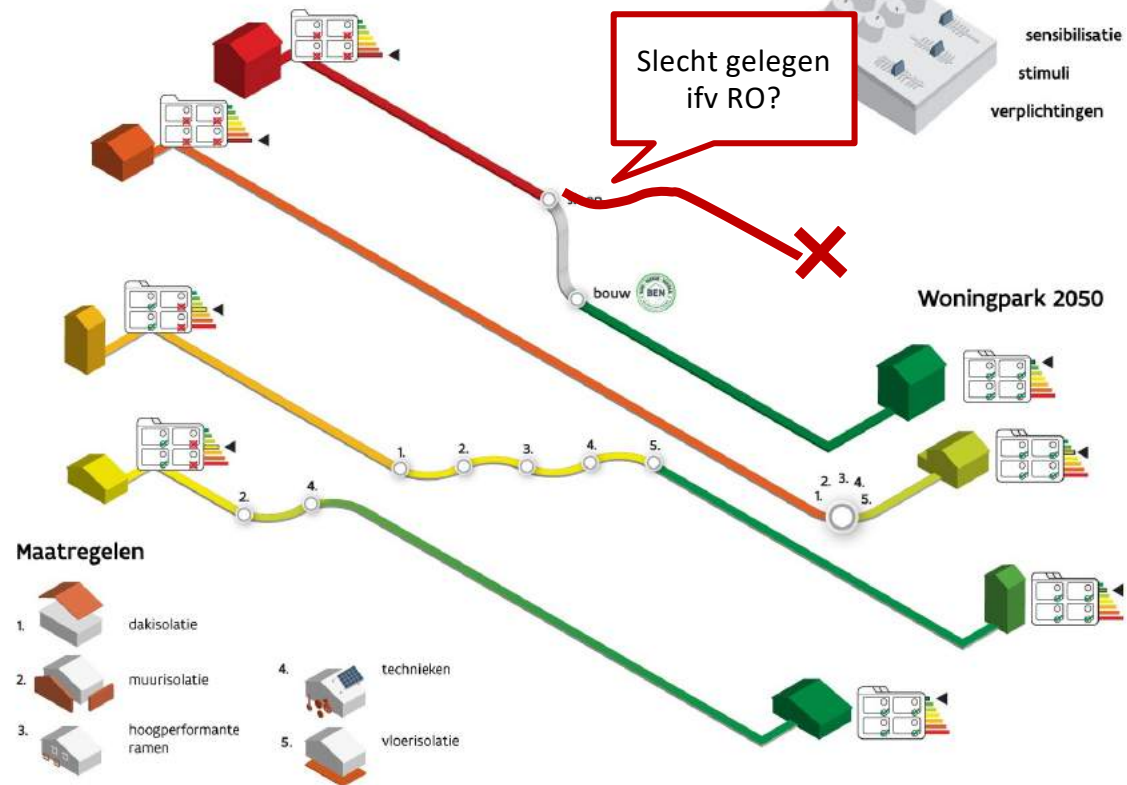 sensibilisatie
stimuli
verplichtingen
Slecht gelegen
ifv RO?
bouw
BEN
Woningpark 2050
1.
2.
3.
4.
5.
2. 3. 4.
1. 5.
2.
4.
Maatregelen
1. dakisolatie
2. muurisolatie
3. hoogperformante
ramen
4. technieken
5. vloerisolatie